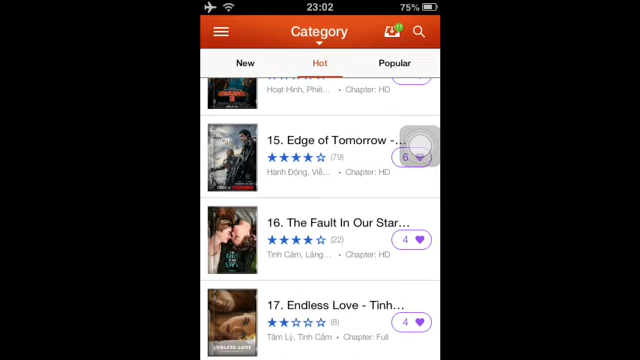 23:02
75%
Category
New
Hot
Popular
Hoạt Hình, Phiê...
• Chapter: HD
15. Edge of Tomorrow -...
(79)
6
Hành Động, Viễ...
• Chapter: HD
16. The Fault In Our Star...
(22)
4
Tình Cảm, Lãng...
• Chapter: HD
17. Endless Love - Tình...
(8)
4
Tâm Lý, Tình Cảm
• Chapter: Full
ENDLESS LOVE